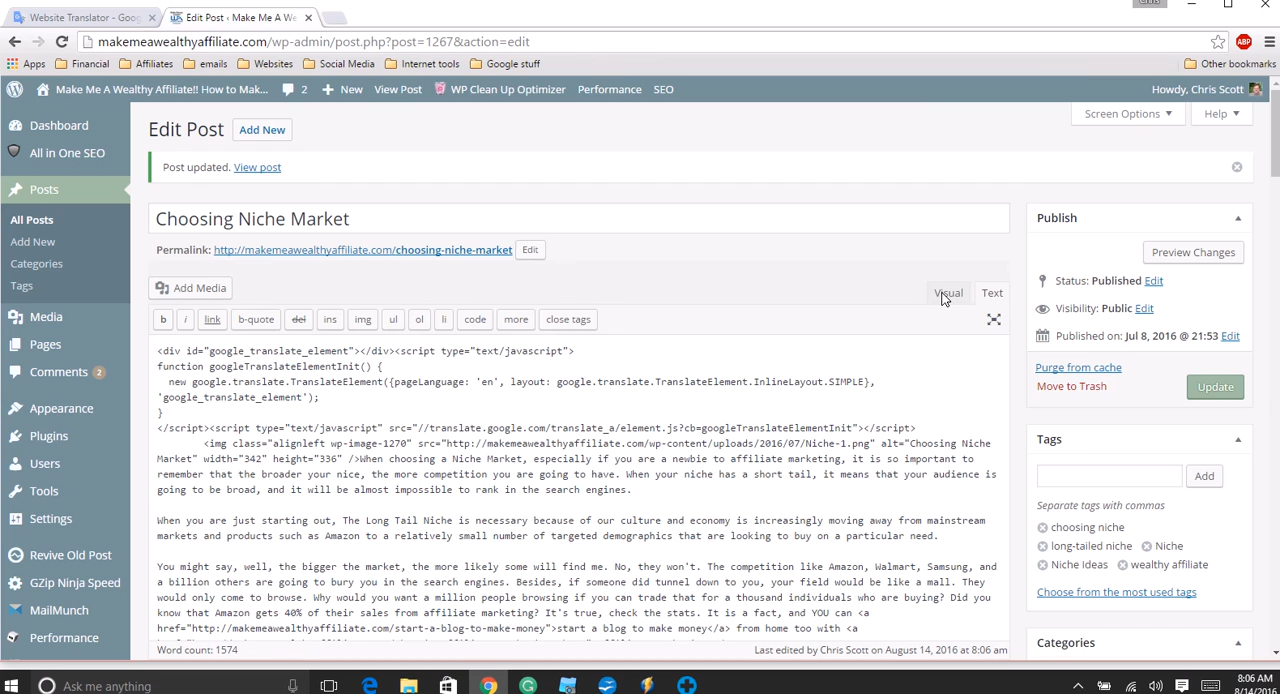 Chris
Website Translator - Goog
Edit Post ‹ Make Me A We
makemeawealthyaffiliate.com/wp-admin/post.php?post=1267&action=edit
ABP
Apps Financial Affiliates emails Websites Social Media Internet tools Google stuff Other bookmarks
Make Me A Wealthy Affiliate!! How to Mak... 2 New View Post WP Clean Up Optimizer Performance SEO Howdy, Chris Scott
Screen Options Help
Dashboard
All in One SEO
Posts
All Posts
Add New
Categories
Tags
Media
Pages
Comments 2
Appearance
Plugins
Users
Tools
Settings
Revive Old Post
GZip Ninja Speed
MailMunch
Performance
Edit Post Add New
Post updated. View post
Choosing Niche Market
Permalink: http://makemeawealthyaffiliate.com/choosing-niche-market Edit
Add Media
Visual Text
b i link b-quote del ins img ul ol li code more close tags
<div id="google_translate_element"></div><script type="text/javascript">
function googleTranslateElementInit() {
new google.translate.TranslateElement({pageLanguage: 'en', layout: google.translate.TranslateElement.InlineLayout.SIMPLE},
'google_translate_element');
}
</script><script type="text/javascript" src="//translate.google.com/translate_a/element.js?cb=googleTranslateElementInit"></script>
<img class="alignleft wp-image-1270" src="http://makemeawealthyaffiliate.com/wp-content/uploads/2016/07/Niche-1.png" alt="Choosing Niche
Market" width="342" height="336" />When choosing a Niche Market, especially if you are a newbie to affiliate marketing, it is so important to
remember that the broader your nice, the more competition you are going to have. When your niche has a short tail, it means that your audience is
going to be broad, and it will be almost impossible to rank in the search engines.
When you are just starting out, The Long Tail Niche is necessary because of our culture and economy is increasingly moving away from mainstream
markets and products such as Amazon to a relatively small number of targeted demographics that are looking to buy on a particular need.
You might say, well, the bigger the market, the more likely some will find me. No, they won't. The competition like Amazon, Walmart, Samsung, and
a billion others are going to bury you in the search engines. Besides, if someone did tunnel down to you, your field would be like a mall. They
would only come to browse. Why would you want a million people browsing if you can trade that for a thousand individuals who are buying? Did you
know that Amazon gets 40% of their sales from affiliate marketing? It's true, check the stats. It is a fact, and YOU can <a
href="http://makemeawealthyaffiliate.com/start-a-blog-to-make-money">start a blog to make money</a> from home too with <a
Word count: 1574 Last edited by Chris Scott on August 14, 2016 at 8:06 am
Publish
Preview Changes
Status: Published Edit
Visibility: Public Edit
Published on: Jul 8, 2016 @ 21:53 Edit
Purge from cache
Move to Trash
Update
Tags
Add
Separate tags with commas
choosing niche
long-tailed niche Niche
Niche Ideas wealthy affiliate
Choose from the most used tags
Categories
Ask me anything
8:06 AM
8/14/2016